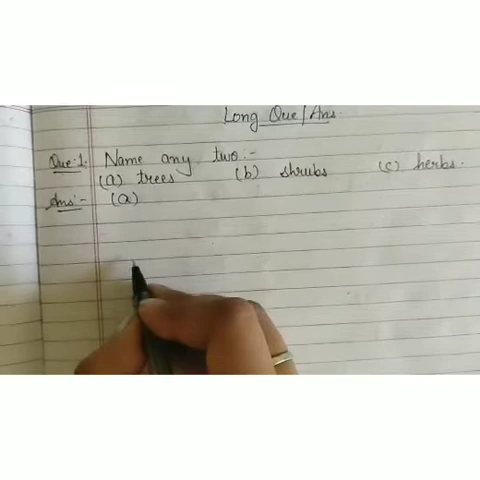 Long Que/Ans.
Que:1. Name any two:-
(a) trees (b) shrubs (c) herbs.
Ans:- (a)